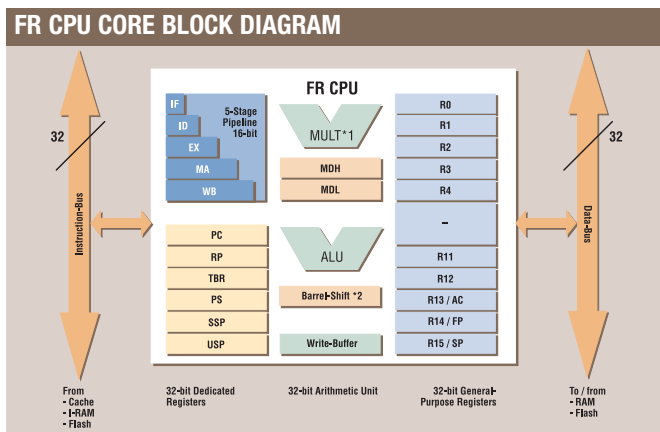 FR CPU CORE BLOCK DIAGRAM
FR CPU
IF
ID
EX
MA
WB
5-Stage
Pipeline
16-bit
MULT*1
MDH
MDL
R0
R1
R2
R3
R4
–
R11
R12
R13 / AC
R14 / FP
R15 / SP
PC
RP
TBR
PS
SSP
USP
ALU
Barrel-Shift *2
Write-Buffer
32
Instruction-Bus
32
Data-Bus
From
- Cache
- I-RAM
- Flash
32-bit Dedicated
Registers
32-bit Arithmetic Unit
32-bit General-
Purpose Registers
To / from
- RAM
- Flash